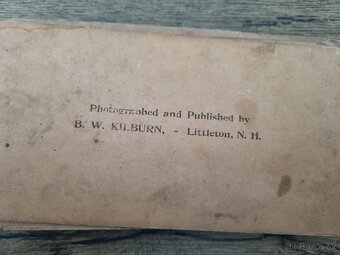 Photographed and Published by
B. W. KILBURN, - Littleton, N. H.